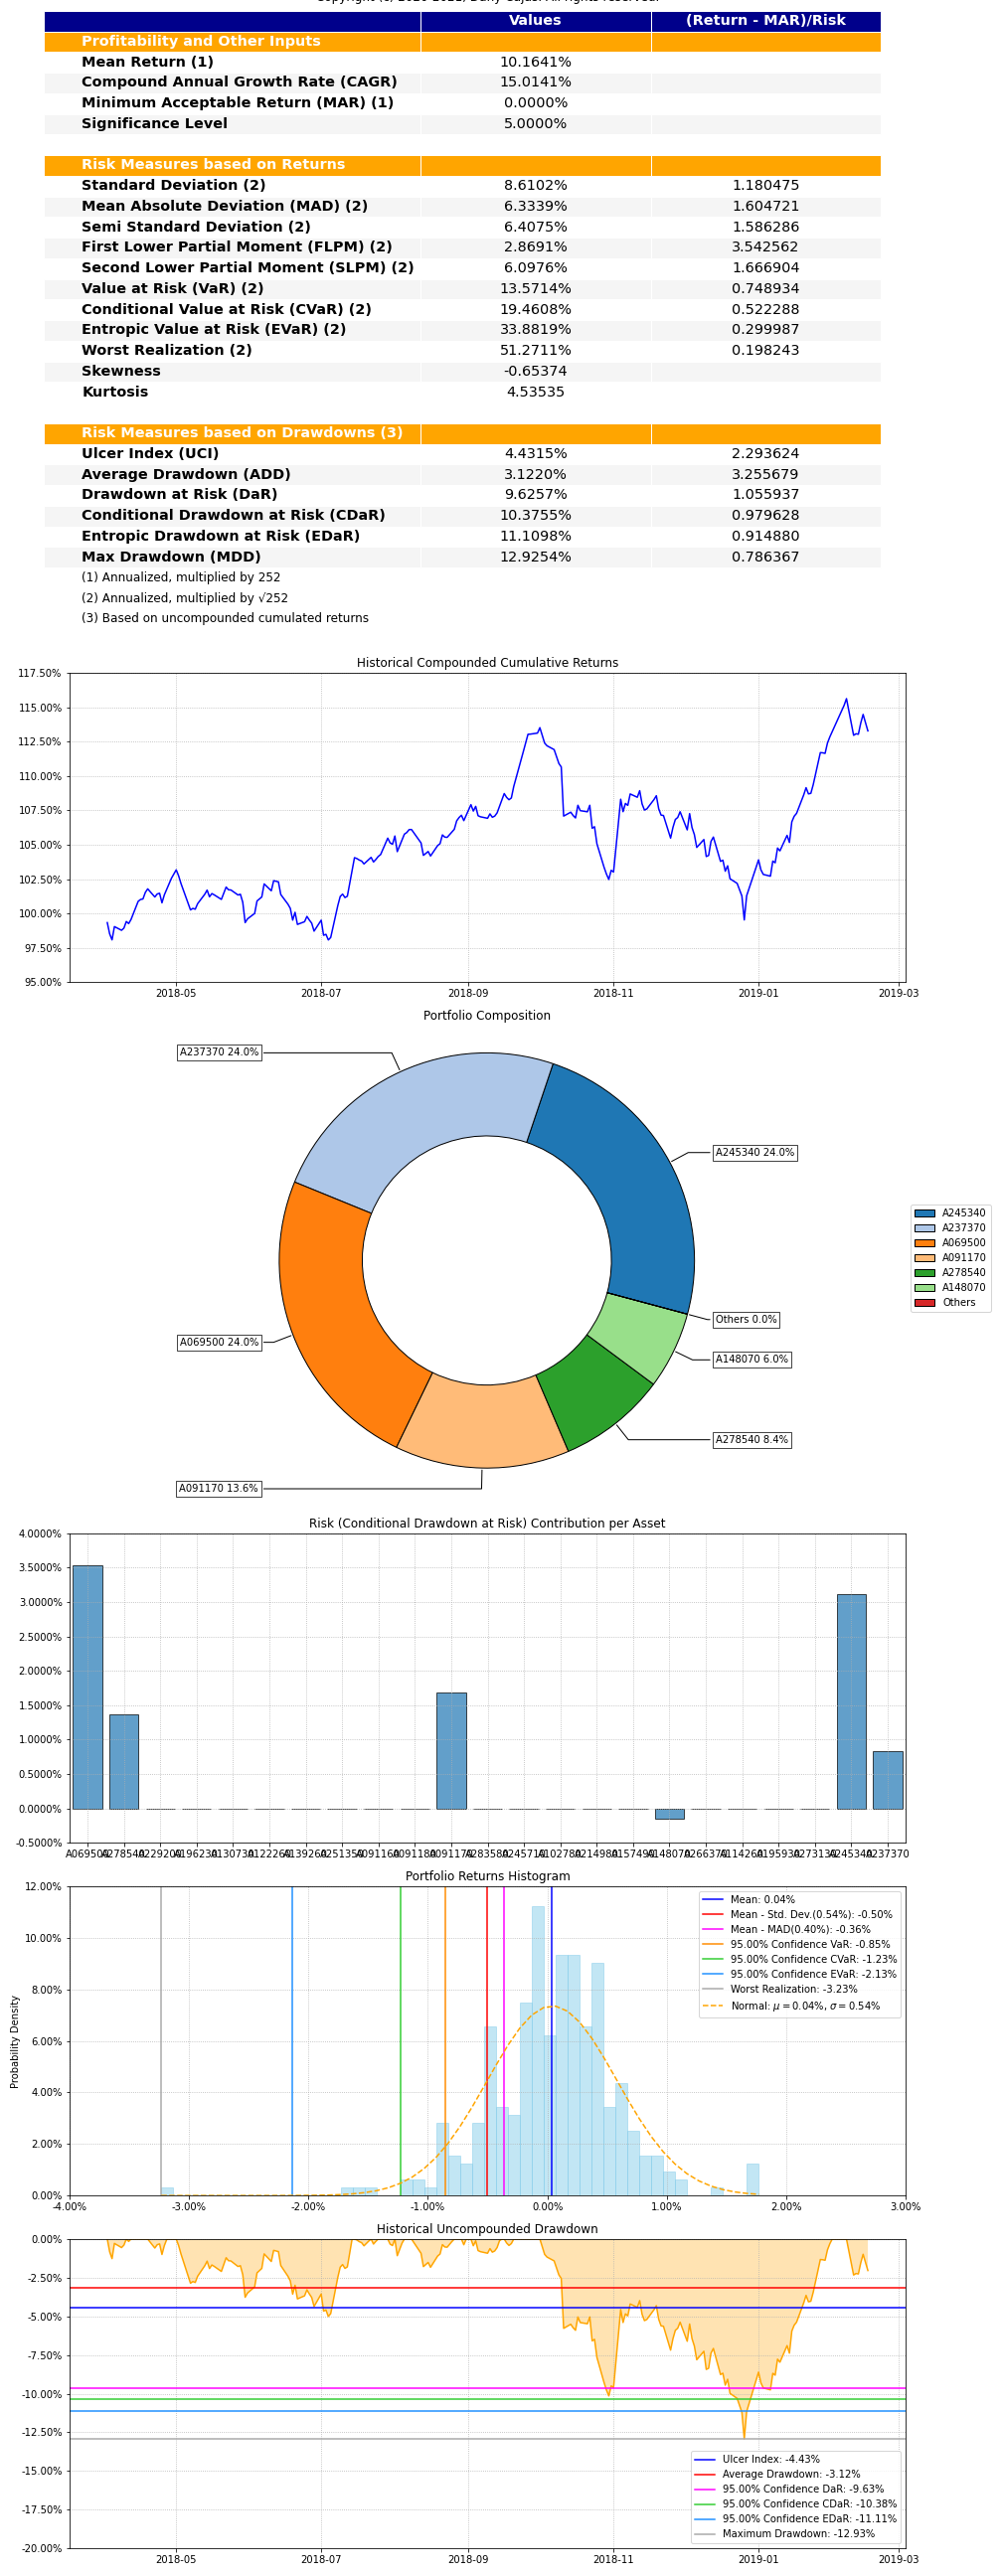 Copyright (c) 2020-2021, Dany Cajas. All rights reserved.
Values (Return - MAR)/Risk
Profitability and Other Inputs
Mean Return (1) 10.1641%
Compound Annual Growth Rate (CAGR) 15.0141%
Minimum Acceptable Return (MAR) (1) 0.0000%
Significance Level 5.0000%
Risk Measures based on Returns
Standard Deviation (2) 8.6102% 1.180475
Mean Absolute Deviation (MAD) (2) 6.3339% 1.604721
Semi Standard Deviation (2) 6.4075% 1.586286
First Lower Partial Moment (FLPM) (2) 2.8691% 3.542562
Second Lower Partial Moment (SLPM) (2) 6.0976% 1.666904
Value at Risk (VaR) (2) 13.5714% 0.748934
Conditional Value at Risk (CVaR) (2) 19.4608% 0.522288
Entropic Value at Risk (EVaR) (2) 33.8819% 0.299987
Worst Realization (2) 51.2711% 0.198243
Skewness -0.65374
Kurtosis 4.53535
Risk Measures based on Drawdowns (3)
Ulcer Index (UCI) 4.4315% 2.293624
Average Drawdown (ADD) 3.1220% 3.255679
Drawdown at Risk (DaR) 9.6257% 1.055937
Conditional Drawdown at Risk (CDaR) 10.3755% 0.979628
Entropic Drawdown at Risk (EDaR) 11.1098% 0.914880
Max Drawdown (MDD) 12.9254% 0.786367
(1) Annualized, multiplied by 252
(2) Annualized, multiplied by √252
(3) Based on uncompounded cumulated returns
Historical Compounded Cumulative Returns
117.50%
115.00%
112.50%
110.00%
107.50%
105.00%
102.50%
100.00%
97.50%
95.00%
2018-05 2018-07 2018-09 2018-11 2019-01 2019-03
Portfolio Composition
A237370 24.0%
A245340 24.0%
A069500 24.0%
Others 0.0%
A148070 6.0%
A278540 8.4%
A091170 13.6%
A245340
A237370
A069500
A091170
A278540
A148070
Others
Risk (Conditional Drawdown at Risk) Contribution per Asset
4.0000%
3.5000%
3.0000%
2.5000%
2.0000%
1.5000%
1.0000%
0.5000%
0.0000%
-0.5000%
A237370
Portfolio Returns Histogram
Probability Density
12.00%
10.00%
8.00%
6.00%
4.00%
2.00%
0.00%
-4.00% -3.00% -2.00% -1.00% 0.00% 1.00% 2.00% 3.00%
Mean: 0.04%
Mean - Std. Dev.(0.54%): -0.50%
Mean - MAD(0.40%): -0.36%
95.00% Confidence VaR: -0.85%
95.00% Confidence CVaR: -1.23%
95.00% Confidence EVaR: -2.13%
Worst Realization: -3.23%
Normal: μ = 0.04%, σ = 0.54%
Historical Uncompounded Drawdown
0.00%
-2.50%
-5.00%
-7.50%
-10.00%
-12.50%
-15.00%
-17.50%
-20.00%
Ulcer Index: -4.43%
Average Drawdown: -3.12%
95.00% Confidence DaR: -9.63%
95.00% Confidence CDaR: -10.38%
95.00% Confidence EDaR: -11.11%
Maximum Drawdown: -12.93%
2018-05 2018-07 2018-09 2018-11 2019-01 2019-03